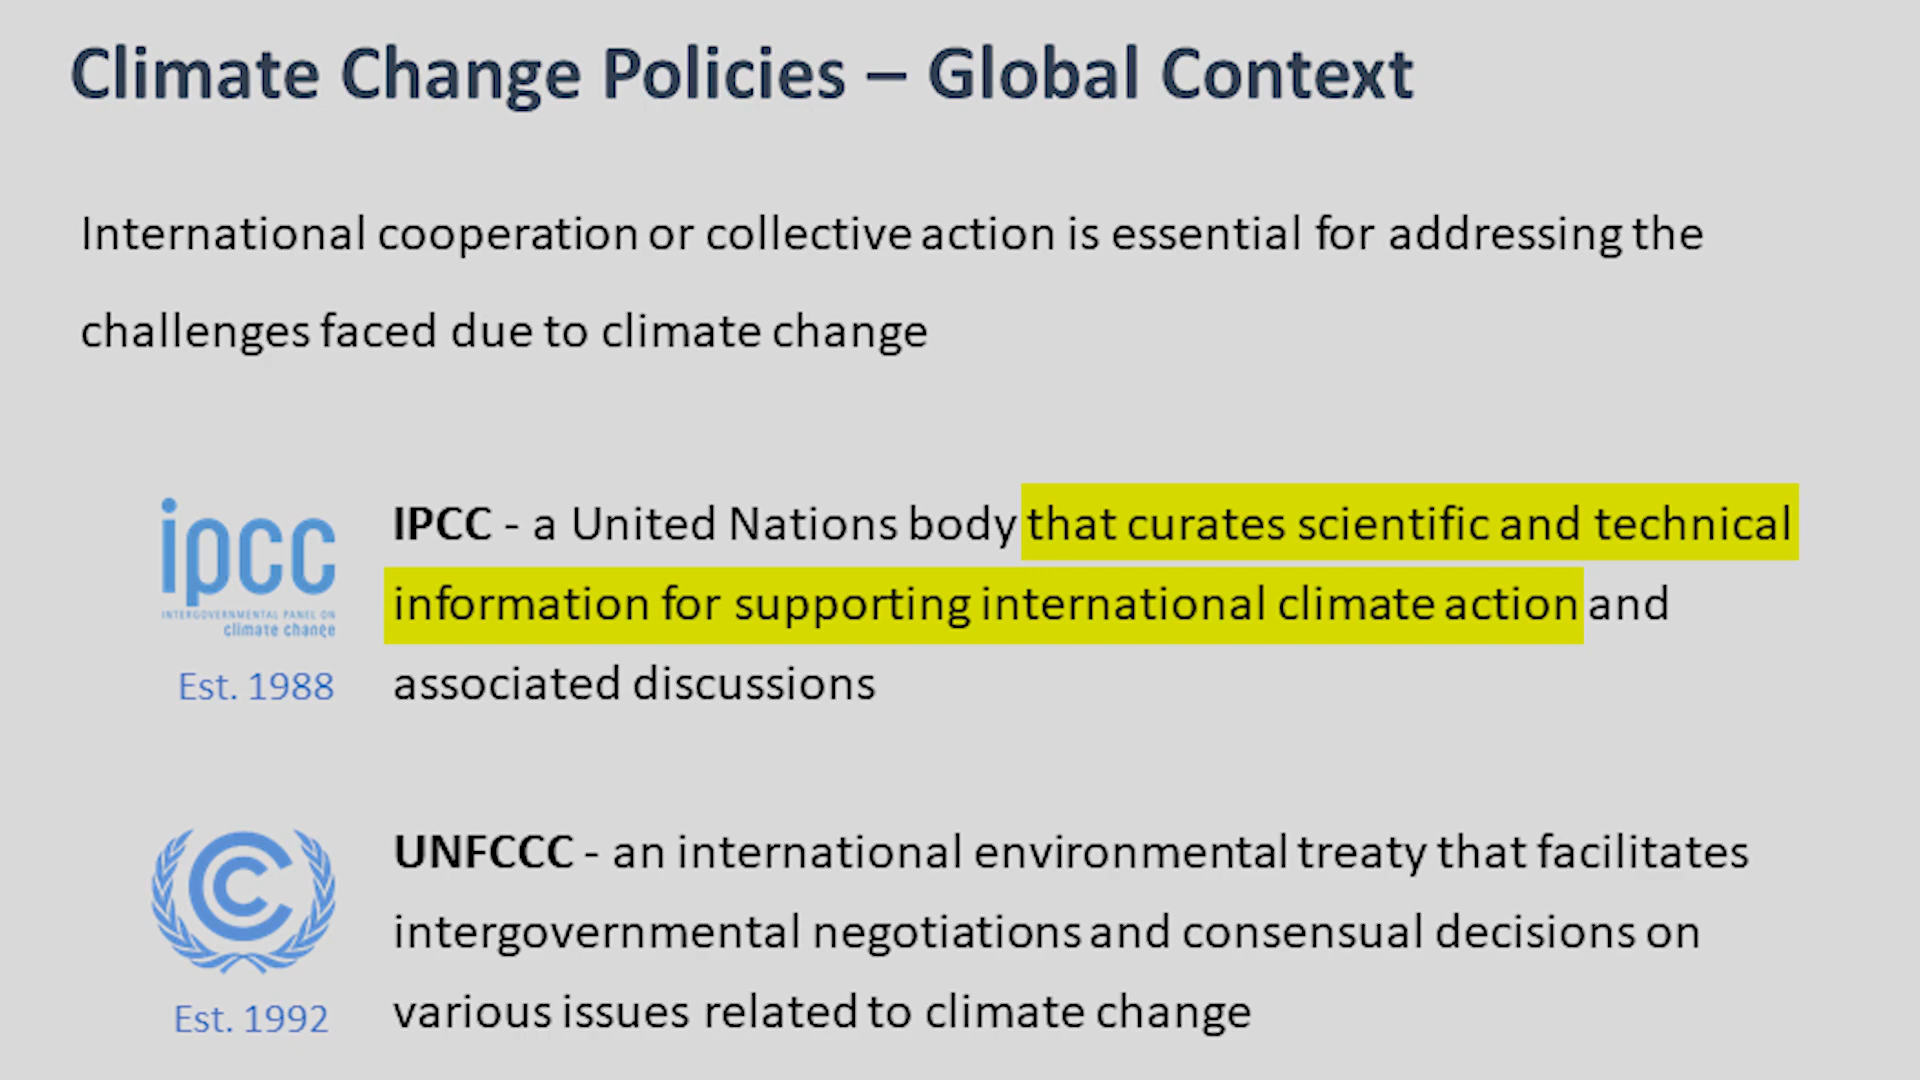 Climate Change Policies – Global Context
International cooperation or collective action is essential for addressing the
challenges faced due to climate change
ipcc
INTERGOVERNMENTAL PANEL ON
climate change
Est. 1988
IPCC - a United Nations body that curates scientific and technical
information for supporting international climate action and
associated discussions
Est. 1992
UNFCCC - an international environmental treaty that facilitates
intergovernmental negotiations and consensual decisions on
various issues related to climate change